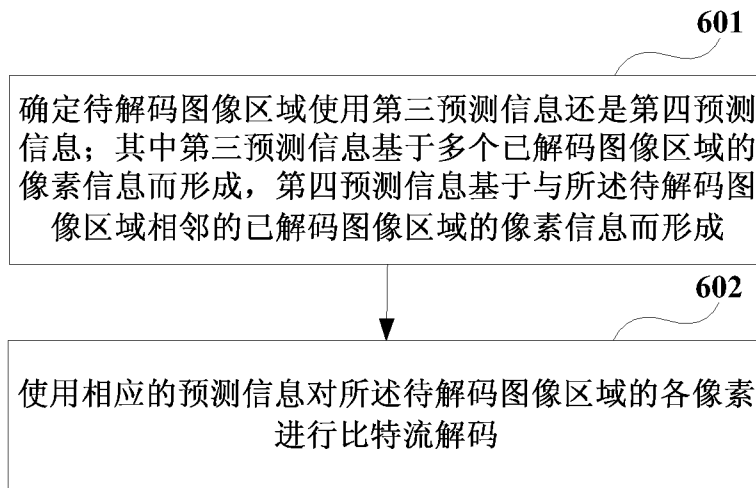 601
确定待解码图像区域使用第三预测信息还是第四预测
信息；其中第三预测信息基于多个已解码图像区域的
像素信息而形成，第四预测信息基于与所述待解码图
像区域相邻的已解码图像区域的像素信息而形成
602
使用相应的预测信息对所述待解码图像区域的各像素
进行比特流解码